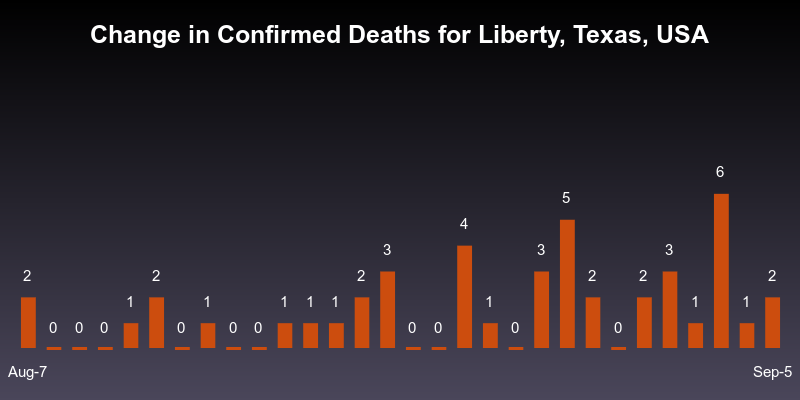 Change in Confirmed Deaths for Liberty, Texas, USA
6
5
4
3 3 3
2 2 2 2 2 2
1 1 1 1 1 1 1 1
0 0 0 0 0 0 0 0 0 0
Aug-7 Sep-5